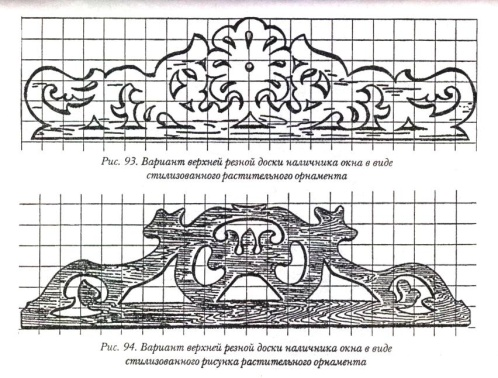 Рис. 93. Вариант верхней резной доски наличника окна в виде
стилизованного растительного орнамента
Рис. 94. Вариант верхней резной доски наличника окна в виде
стилизованного рисунка растительного орнамента